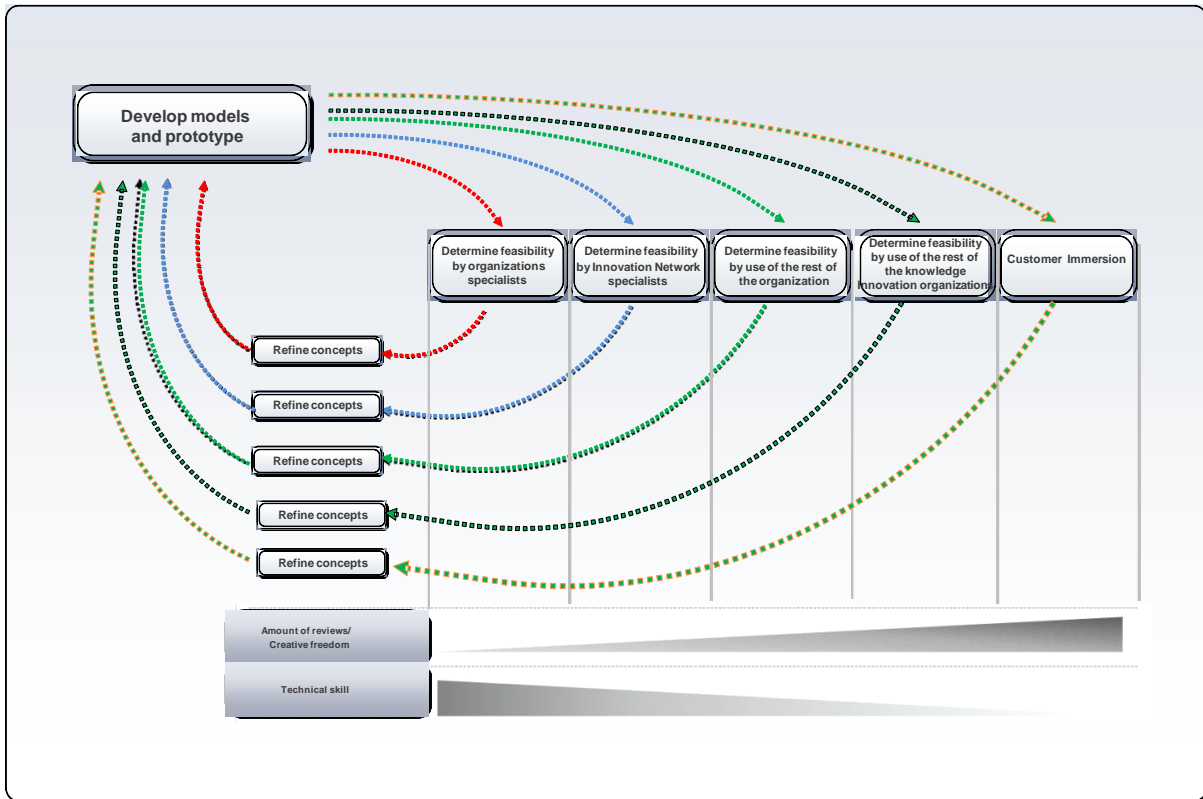 Develop models
and prototype
Determine feasibility
by organizations
specialists
Determine feasibility
by Innovation Network
specialists
Determine feasibility
by use of the rest of
the organization
Determine feasibility
by use of the rest of
the knowledge
Innovation organizations
Customer Immersion
Refine concepts
Refine concepts
Refine concepts
Refine concepts
Refine concepts
Amount of reviews/
Creative freedom
Technical skill